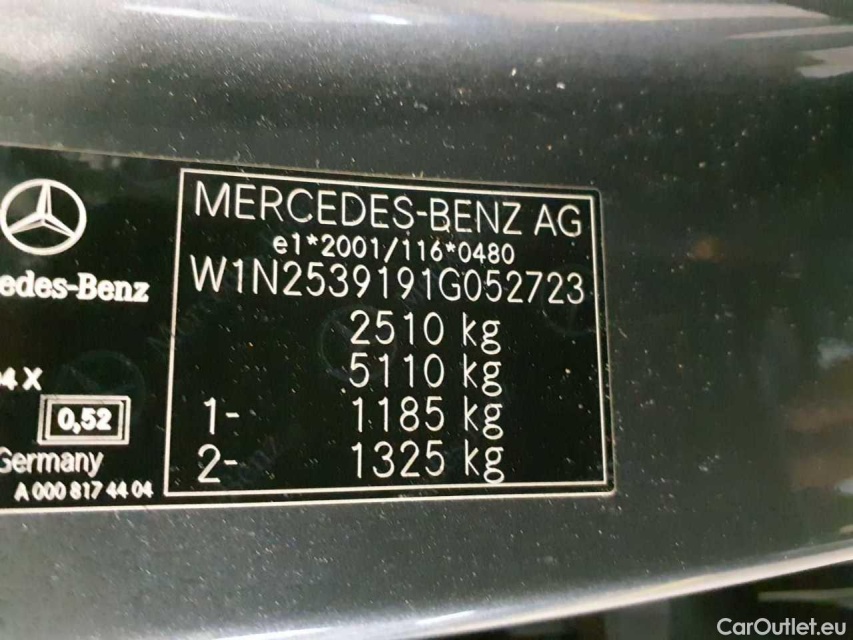 MERCEDES-BENZ AG
e1*2001/116*0480
W1N2539191G052723
2510 kg
5110 kg
1- 1185 kg
2- 1325 kg
edes-Benz
4 X
0,52
Germany
A 000 817 44 04
CarOutlet.eu